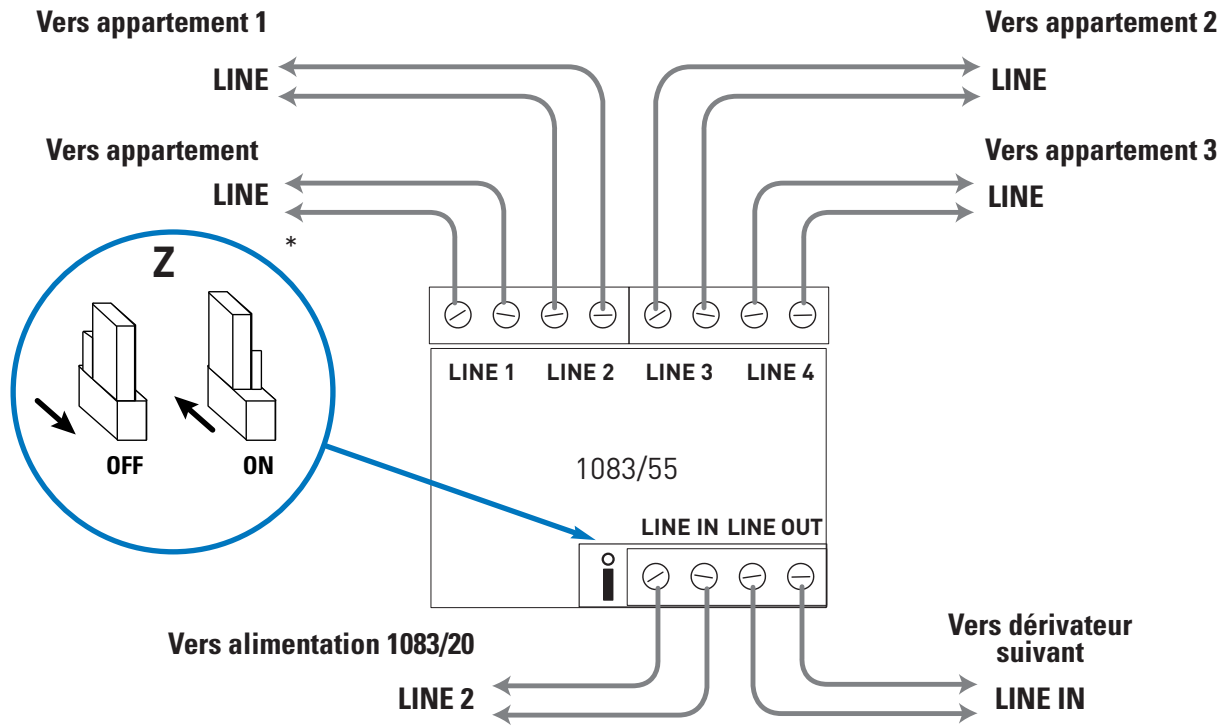 Vers appartement 1
LINE
Vers appartement 2
LINE
Vers appartement
LINE
*
Vers appartement 3
LINE
Z
OFF
ON
LINE 1 LINE 2 LINE 3 LINE 4
1083/55
LINE IN LINE OUT
Vers alimentation 1083/20
LINE 2
Vers dérivateur
suivant
LINE IN